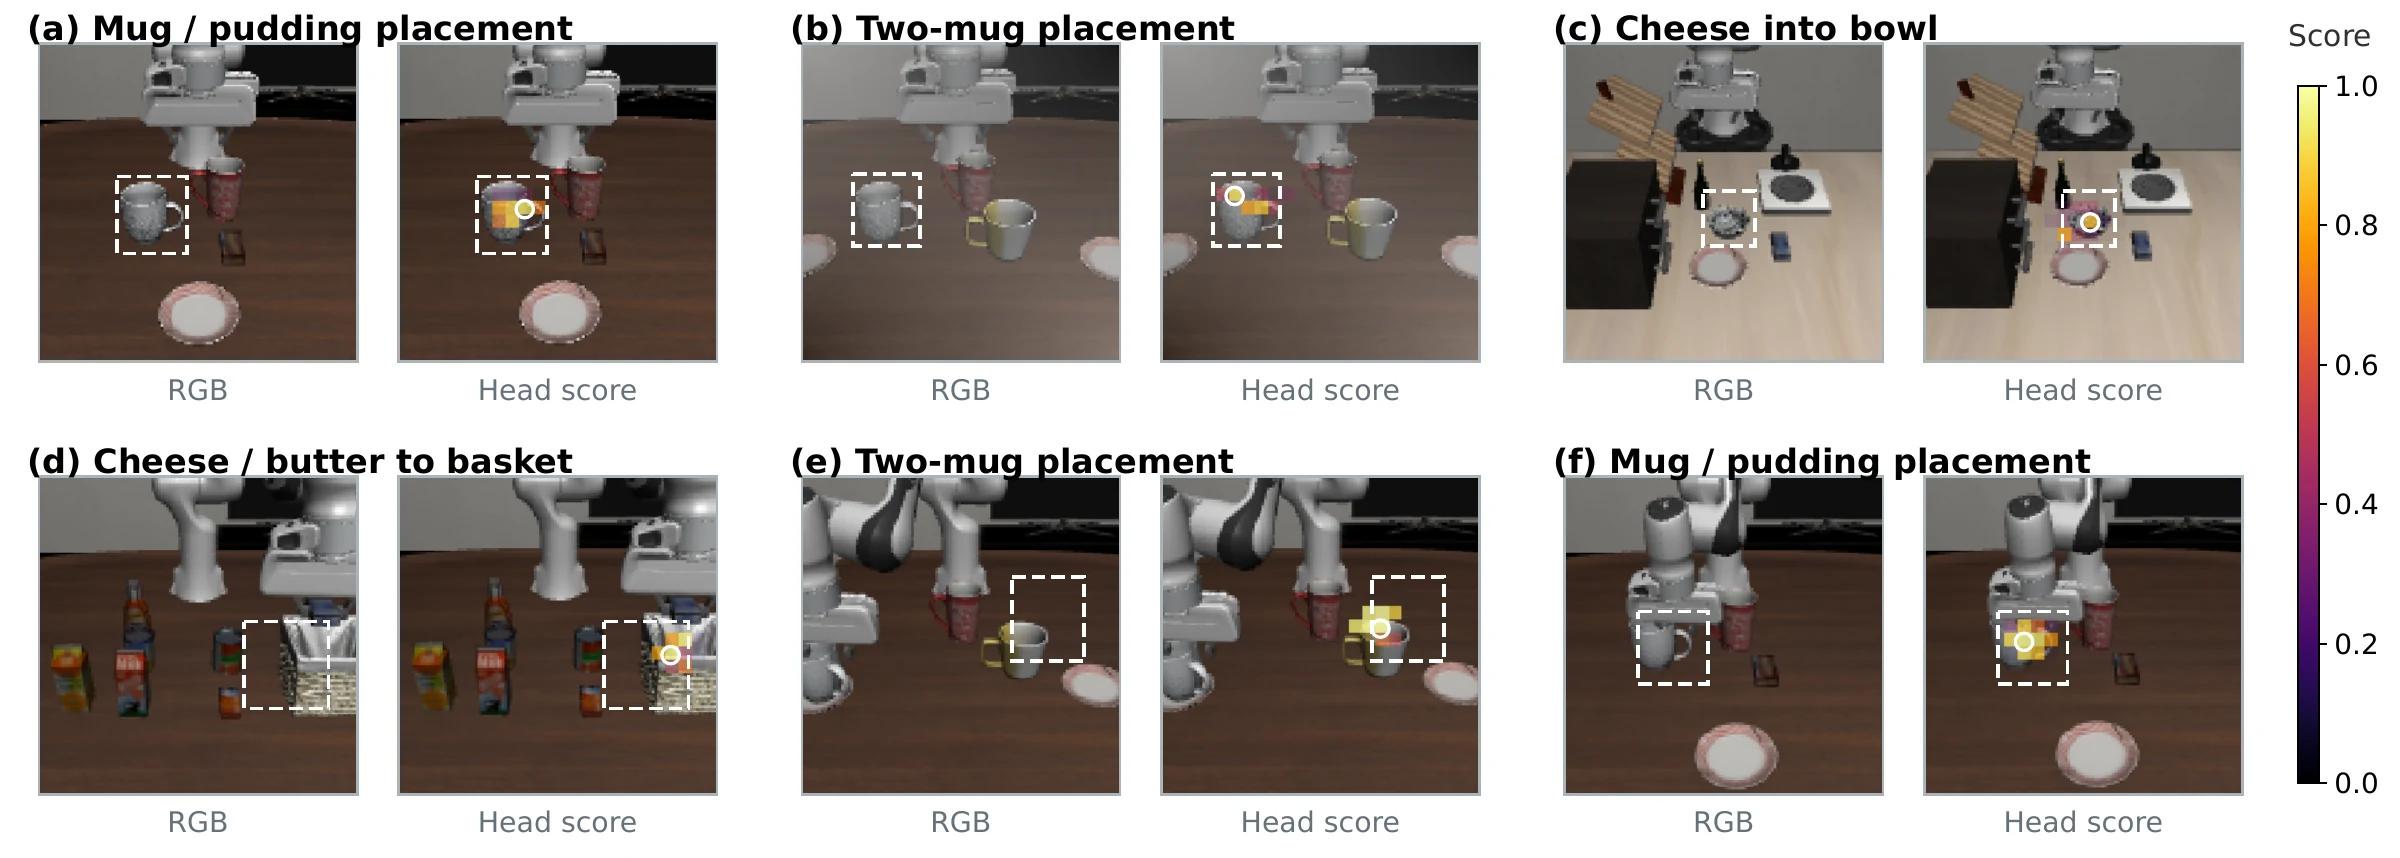 (a) Mug / pudding placement
(b) Two-mug placement
(c) Cheese into bowl
Score
1.0
0.8
0.6
0.4
0.2
0.0
RGB
Head score
RGB
Head score
RGB
Head score
(d) Cheese / butter to basket
(e) Two-mug placement
(f) Mug / pudding placement
RGB
Head score
RGB
Head score
RGB
Head score